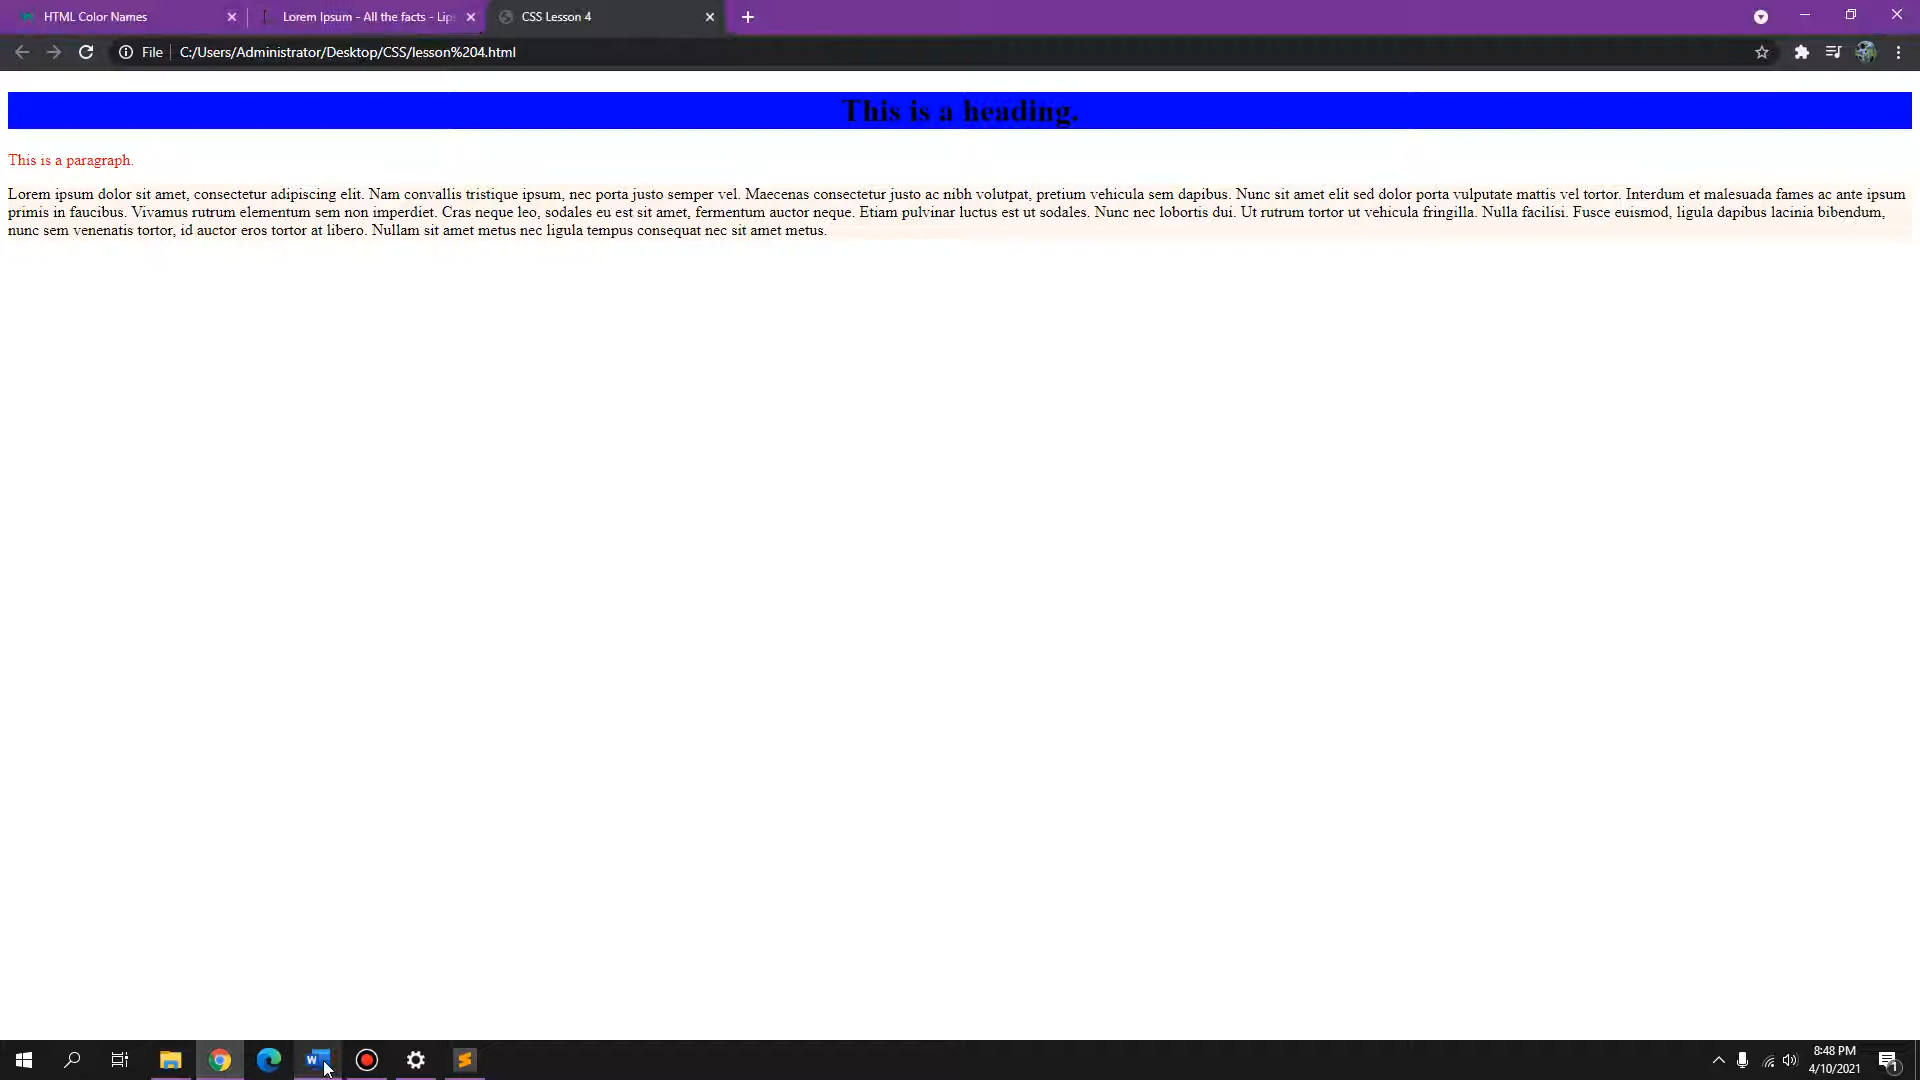 HTML Color Names
Lorem Ipsum - All the facts - Lips
CSS Lesson 4
File
C:/Users/Administrator/Desktop/CSS/lesson%204.html
This is a heading.
This is a paragraph.
Lorem ipsum dolor sit amet, consectetur adipiscing elit. Nam convallis tristique ipsum, nec porta justo semper vel. Maecenas consectetur justo ac nibh volutpat, pretium vehicula sem dapibus. Nunc sit amet elit sed dolor porta vulputate mattis vel tortor. Interdum et malesuada fames ac ante ipsum
primis in faucibus. Vivamus rutrum elementum sem non imperdiet. Cras neque leo, sodales eu est sit amet, fermentum auctor neque. Etiam pulvinar luctus est ut sodales. Nunc nec lobortis dui. Ut rutrum tortor ut vehicula fringilla. Nulla facilisi. Fusce euismod, ligula dapibus lacinia bibendum,
nunc sem venenatis tortor, id auctor eros tortor at libero. Nullam sit amet metus nec ligula tempus consequat nec sit amet metus.
W
8:48 PM
4/10/2021
1